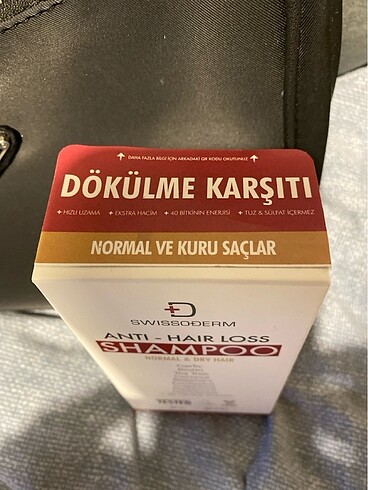 DAHA FAZLA BİLGİ İÇİN ARKADAKİ QR KODU OKUTUNUZ
DÖKÜLME KARŞITI
+ HIZLI UZAMA + EKSTRA HACİM + 40 BİTKİNİN ENERJİSİ + TUZ & SÜLFAT İÇERMEZ
NORMAL VE KURU SAÇLAR
SWISSODERM
ANTI - HAIR LOSS
SHAMPOO
NORMAL & DRY HAIR